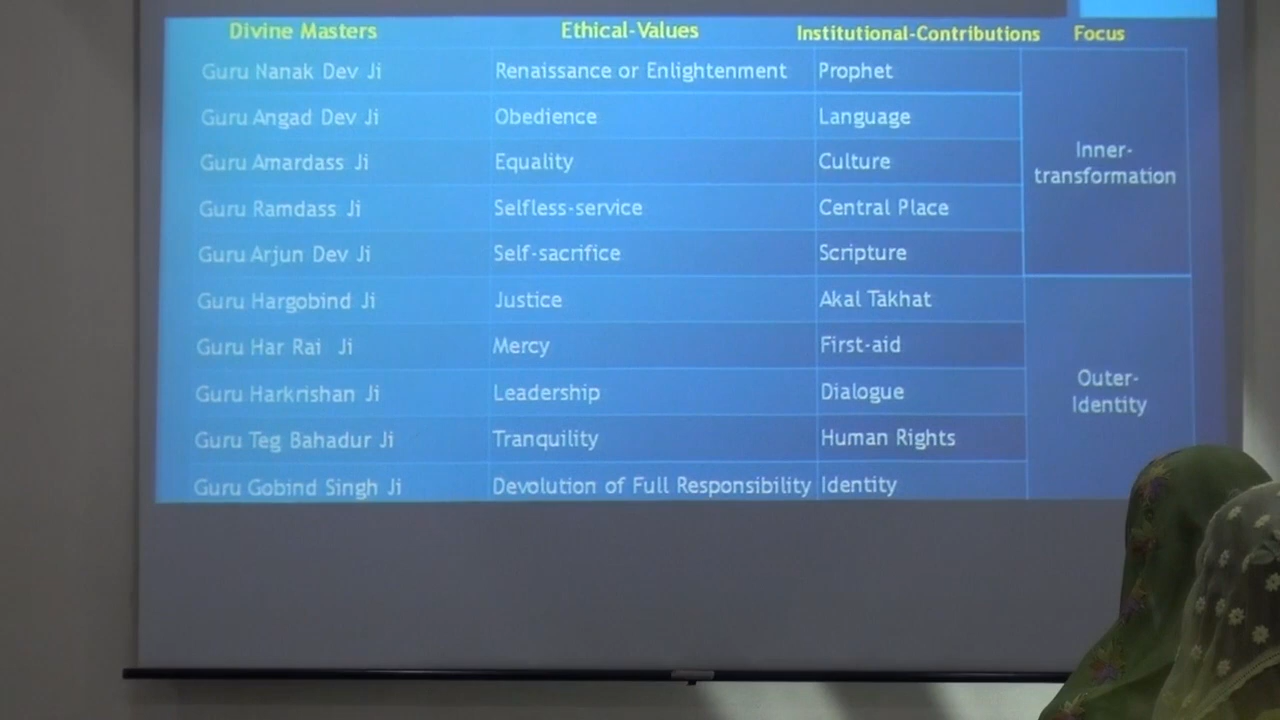 Divine Masters Ethical-Values Institutional-Contributions Focus
Guru Nanak Dev Ji Renaissance or Enlightenment Prophet
Guru Angad Dev Ji Obedience Language
Guru Amardass Ji Equality Culture
Inner-
transformation
Guru Ramdass Ji Selfless-service Central Place
Guru Arjun Dev Ji Self-sacrifice Scripture
Guru Hargobind Ji Justice Akal Takhat
Guru Har Rai Ji Mercy First-aid
Guru Harkrishan Ji Leadership Dialogue
Outer-
Identity
Guru Teg Bahadur Ji Tranquility Human Rights
Guru Gobind Singh Ji Devolution of Full Responsibility Identity